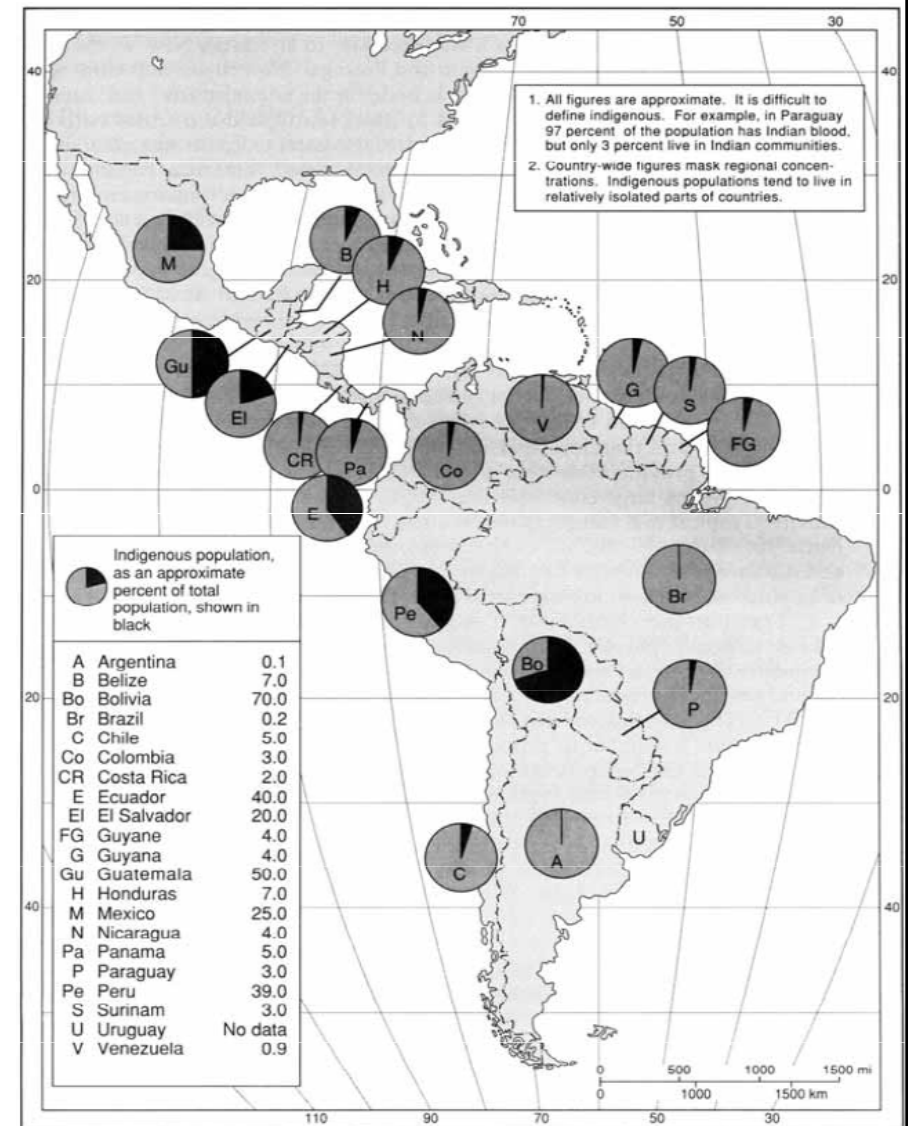 70 50 30
40
1. All figures are approximate. It is difficult to
define indigenous. For example, in Paraguay
97 percent of the population has Indian blood,
but only 3 percent live in Indian communities.
2. Country-wide figures mask regional concen-
trations. Indigenous populations tend to live in
relatively isolated parts of countries.
40
M
B
H
N
20
20
Gu
El
CR
Pa
Co
V
G
S
FG
0
0
E
Pe
Bo
Br
P
Indigenous population,
as an approximate
percent of total
population, shown in
black
A Argentina 0.1
B Belize 7.0
Bo Bolivia 70.0
Br Brazil 0.2
C Chile 5.0
Co Colombia 3.0
CR Costa Rica 2.0
E Ecuador 40.0
El El Salvador 20.0
FG Guyane 4.0
G Guyana 4.0
Gu Guatemala 50.0
H Honduras 7.0
M Mexico 25.0
N Nicaragua 4.0
Pa Panama 5.0
P Paraguay 3.0
Pe Peru 39.0
S Surinam 3.0
U Uruguay No data
V Venezuela 0.9
20
20
C
A
U
40
40
0 500 1000 1500 mi
0 1000 1500 km
110 90 70 50 30